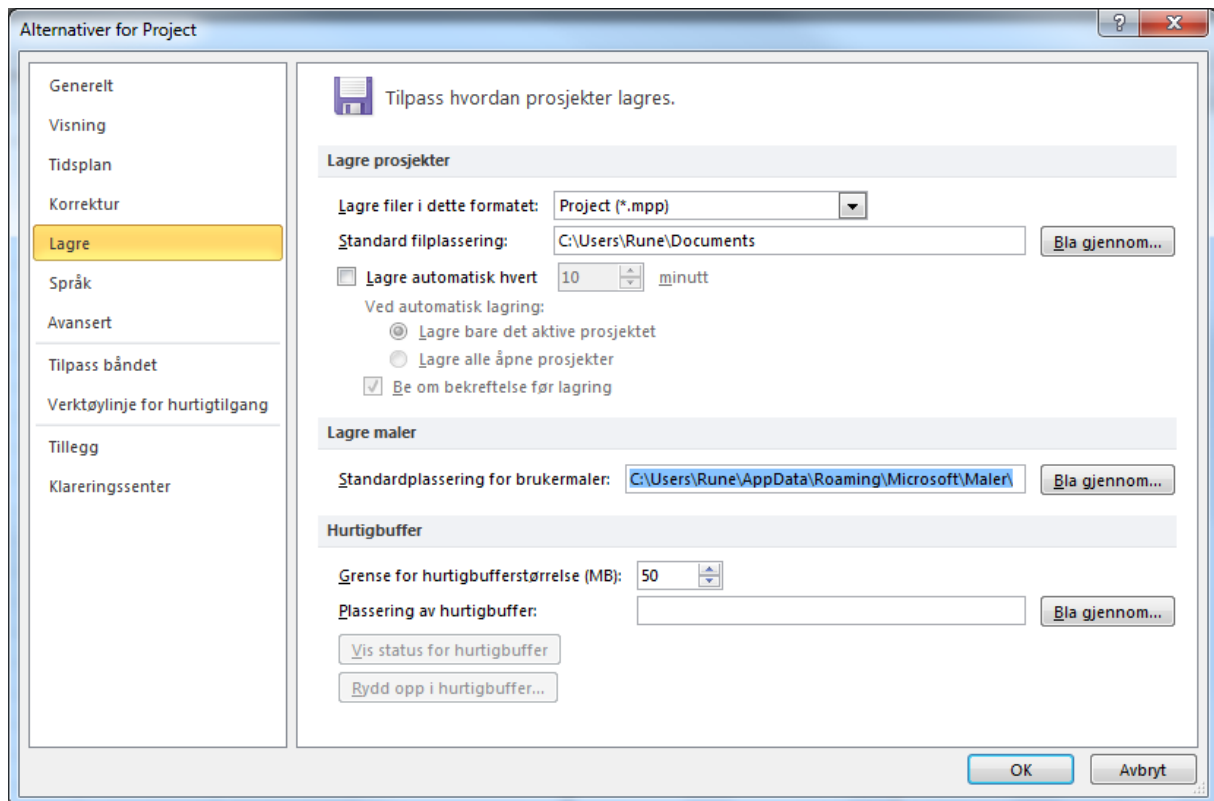 Alternativer for Project
Generelt
Visning
Tidsplan
Korrektur
Lagre
Språk
Avansert
Tilpass båndet
Verktøylinje for hurtigtilgang
Tillegg
Klareringssenter
Tilpass hvordan prosjekter lagres.
Lagre prosjekter
Lagre filer i dette formatet: Project (*.mpp)
Standard filplassering: C:\Users\Rune\Documents Bla gjennom...
Lagre automatisk hvert 10 minutt
Ved automatisk lagring:
Lagre bare det aktive prosjektet
Lagre alle åpne prosjekter
Be om bekreftelse før lagring
Lagre maler
Standardplassering for brukermaler: C:\Users\Rune\AppData\Roaming\Microsoft\Maler\ Bla gjennom...
Hurtigbuffer
Grense for hurtigbufferstørrelse (MB): 50
Plassering av hurtigbuffer: Bla gjennom...
Vis status for hurtigbuffer
Rydd opp i hurtigbuffer...
OK Avbryt